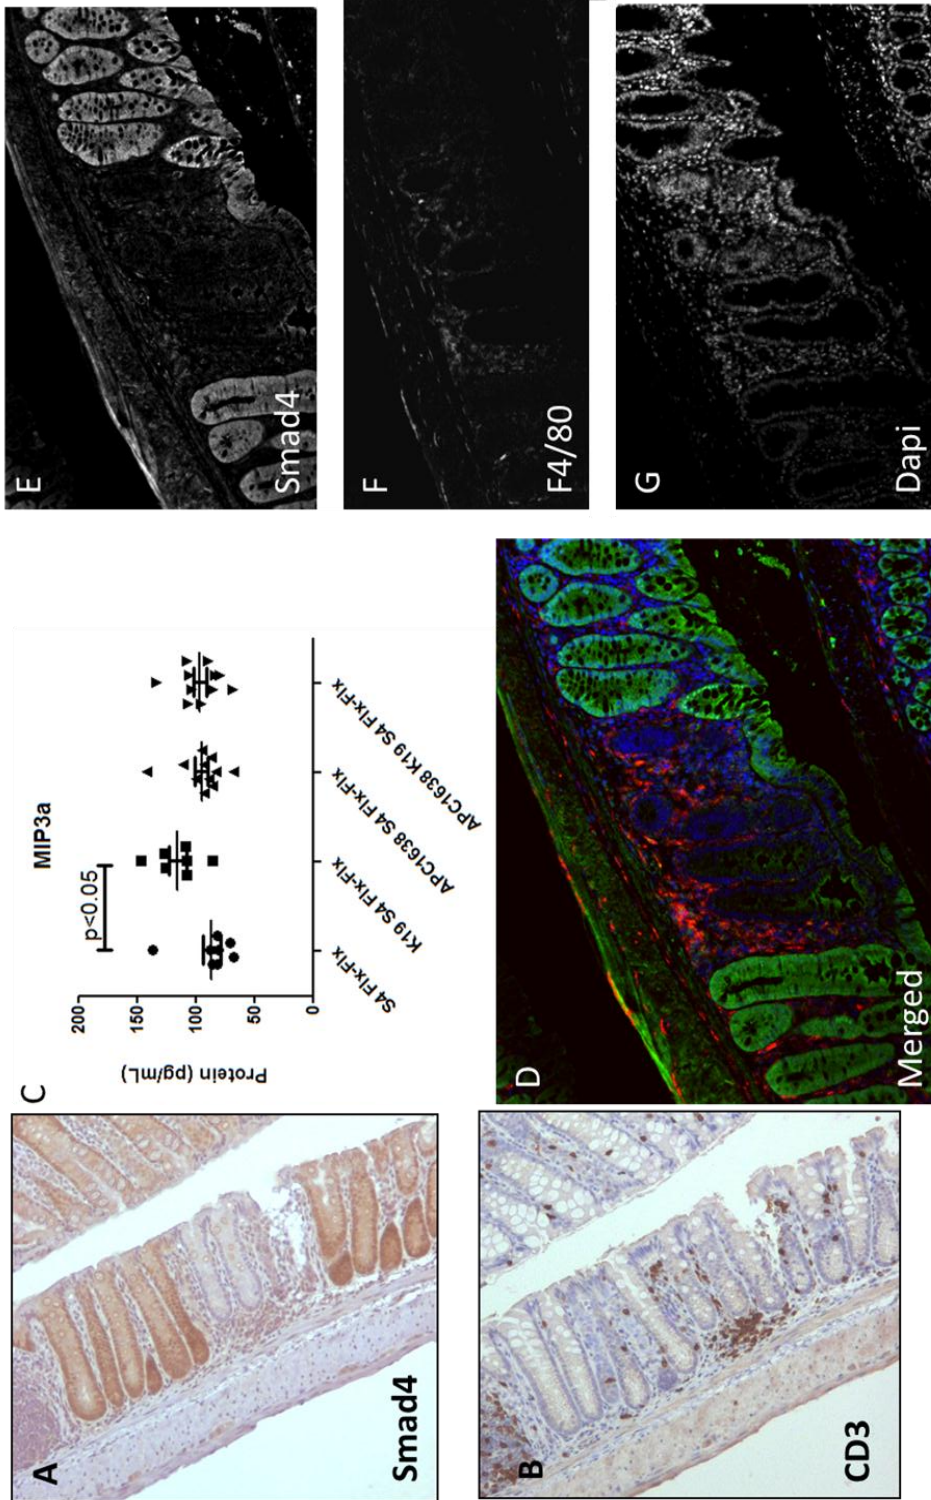 A
Smad4
B
CD3
C
MIP3a
p<0.05
Protein (pg/mL)
200
150
100
50
0
S4 Flx-Flx
K19 S4 Flx-Flx
APC1638 S4 Flx-Flx
APC1638 K19 S4 Flx-Flx
D
Merged
E
Smad4
F
F4/80
G
Dapi